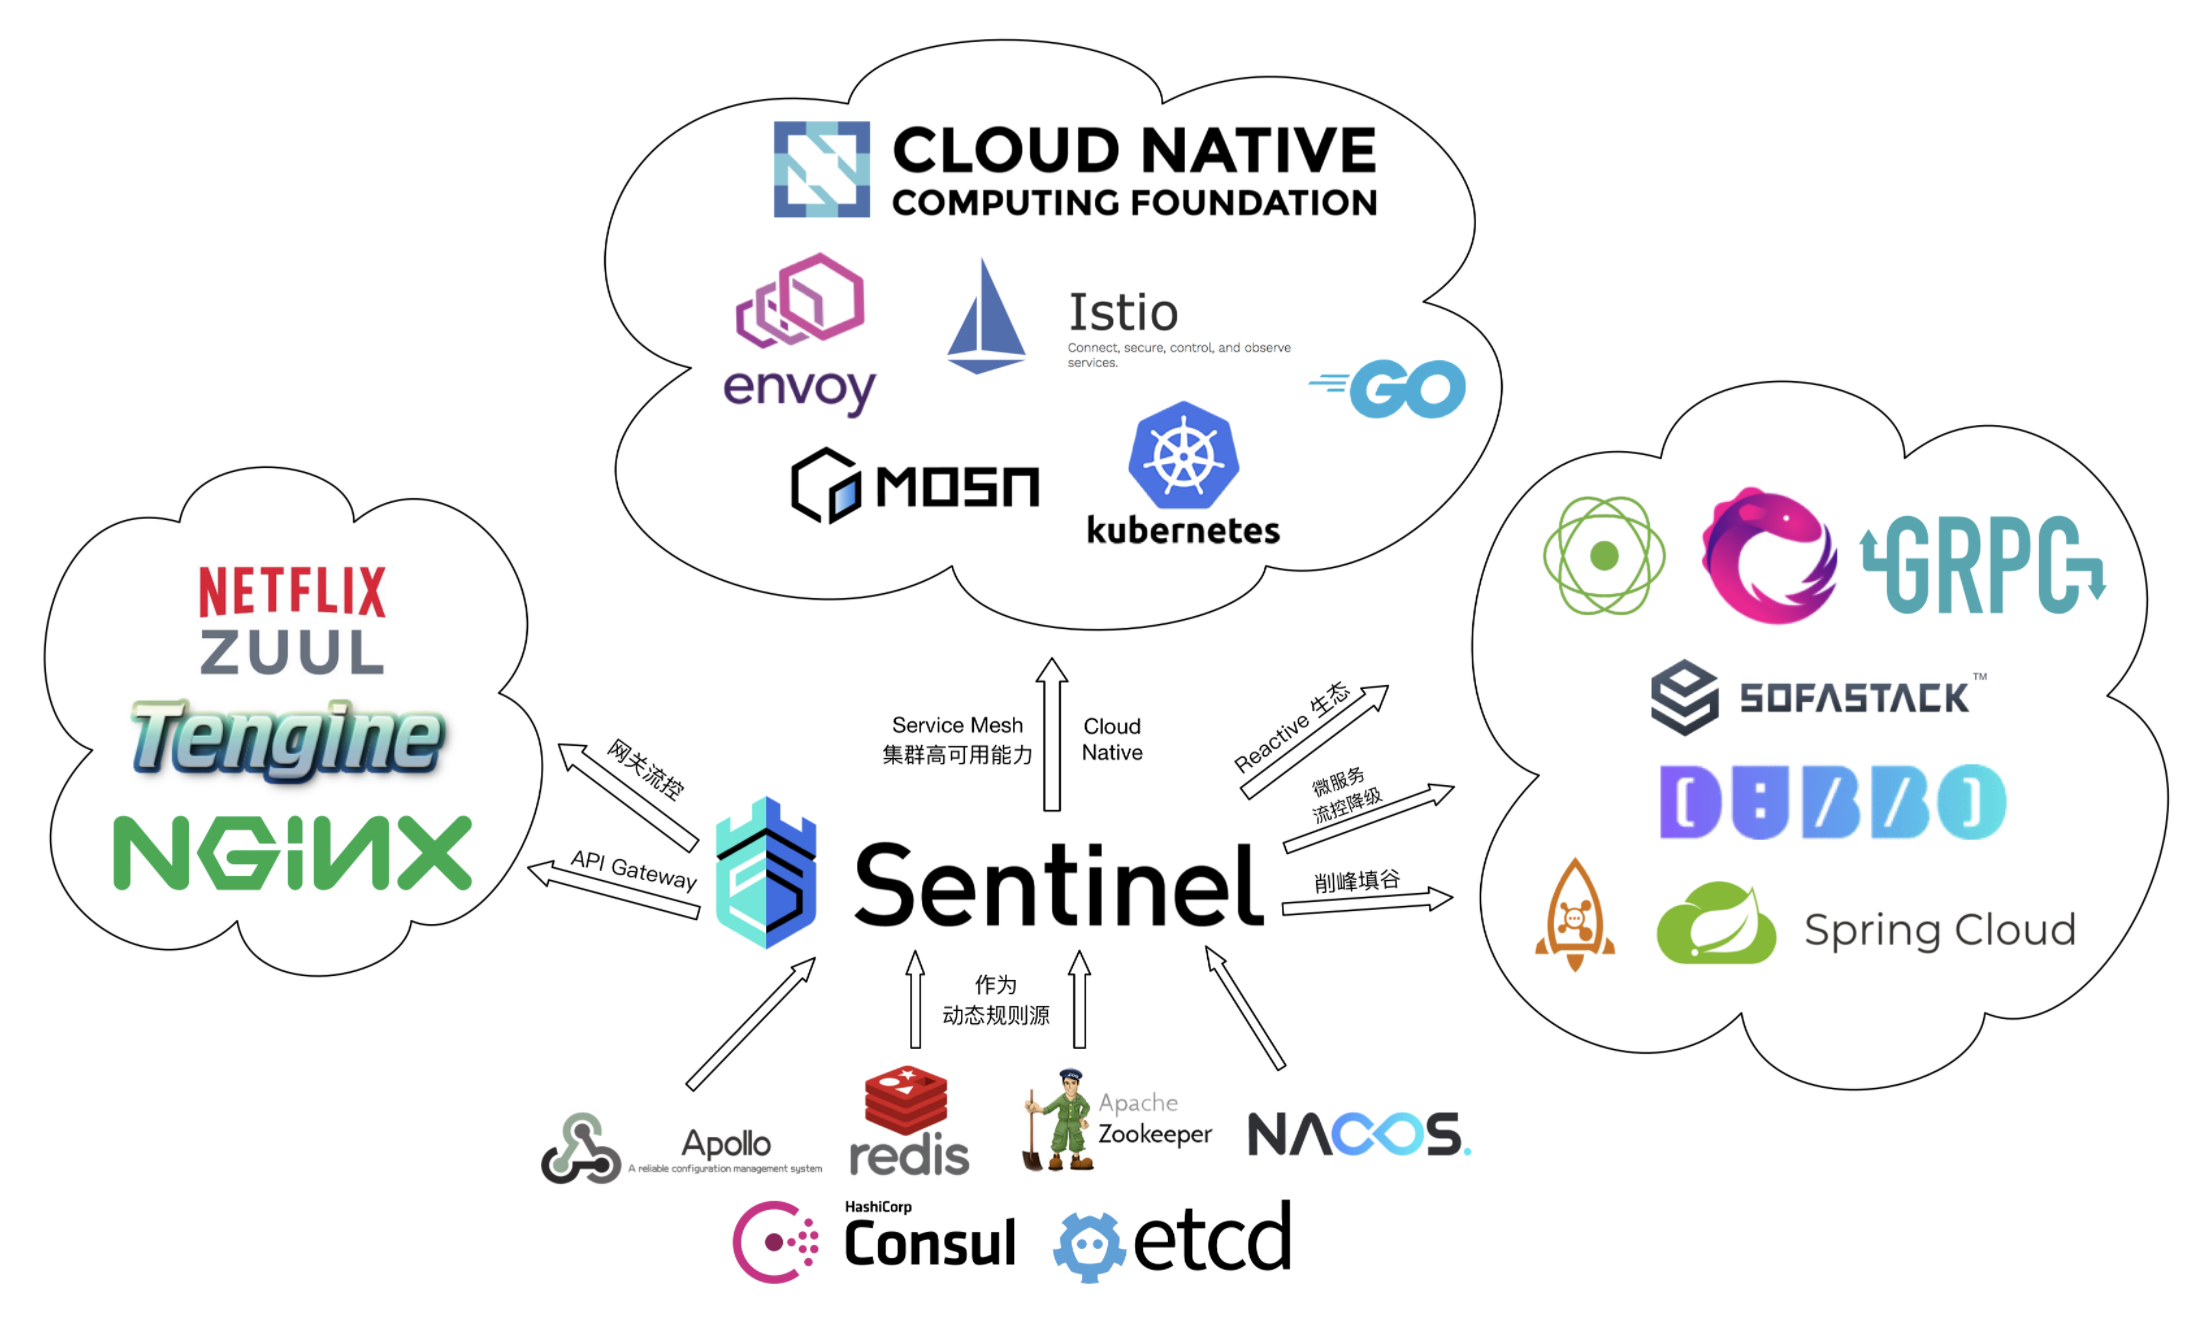 CLOUD NATIVE
COMPUTING FOUNDATION
envoy
Istio
Connect, secure, control, and observe
services.
GO
MOSN
kubernetes
NETFLIX
ZUUL
Tengine
NGiNX
GRPC
SOFASTACK™
DUBBO
Spring Cloud
网关流控
API Gateway
Service Mesh
集群高可用能力
Cloud
Native
Reactive 生态
微服务
流控降级
削峰填谷
Sentinel
作为
动态规则源
Apollo
A reliable configuration management system
redis
Apache
Zookeeper
NACOS.
HashiCorp
Consul
etcd